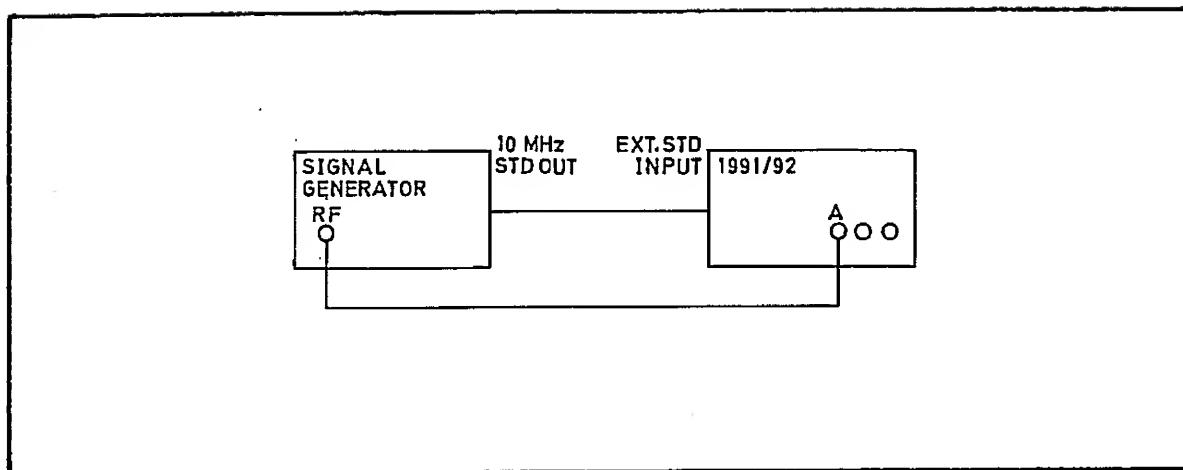 SIGNAL
GENERATOR
RF
10 MHz
STD OUT
EXT. STD
INPUT
1991/92
A